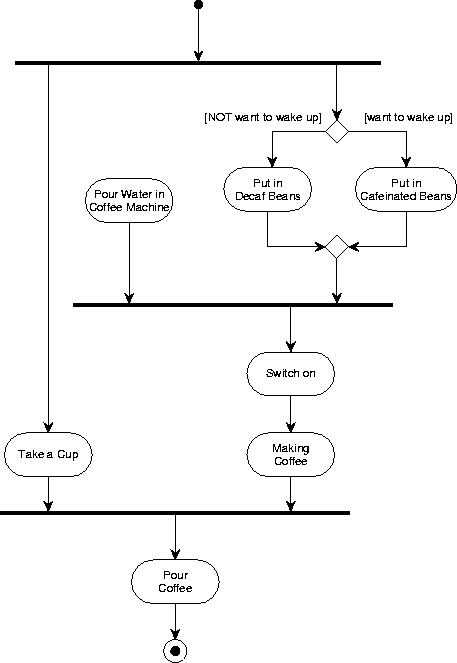 [NOT want to wake up]
[want to wake up]
Put in
Decaf Beans
Put in
Cafeinated Beans
Pour Water in
Coffee Machine
Switch on
Take a Cup
Making
Coffee
Pour
Coffee